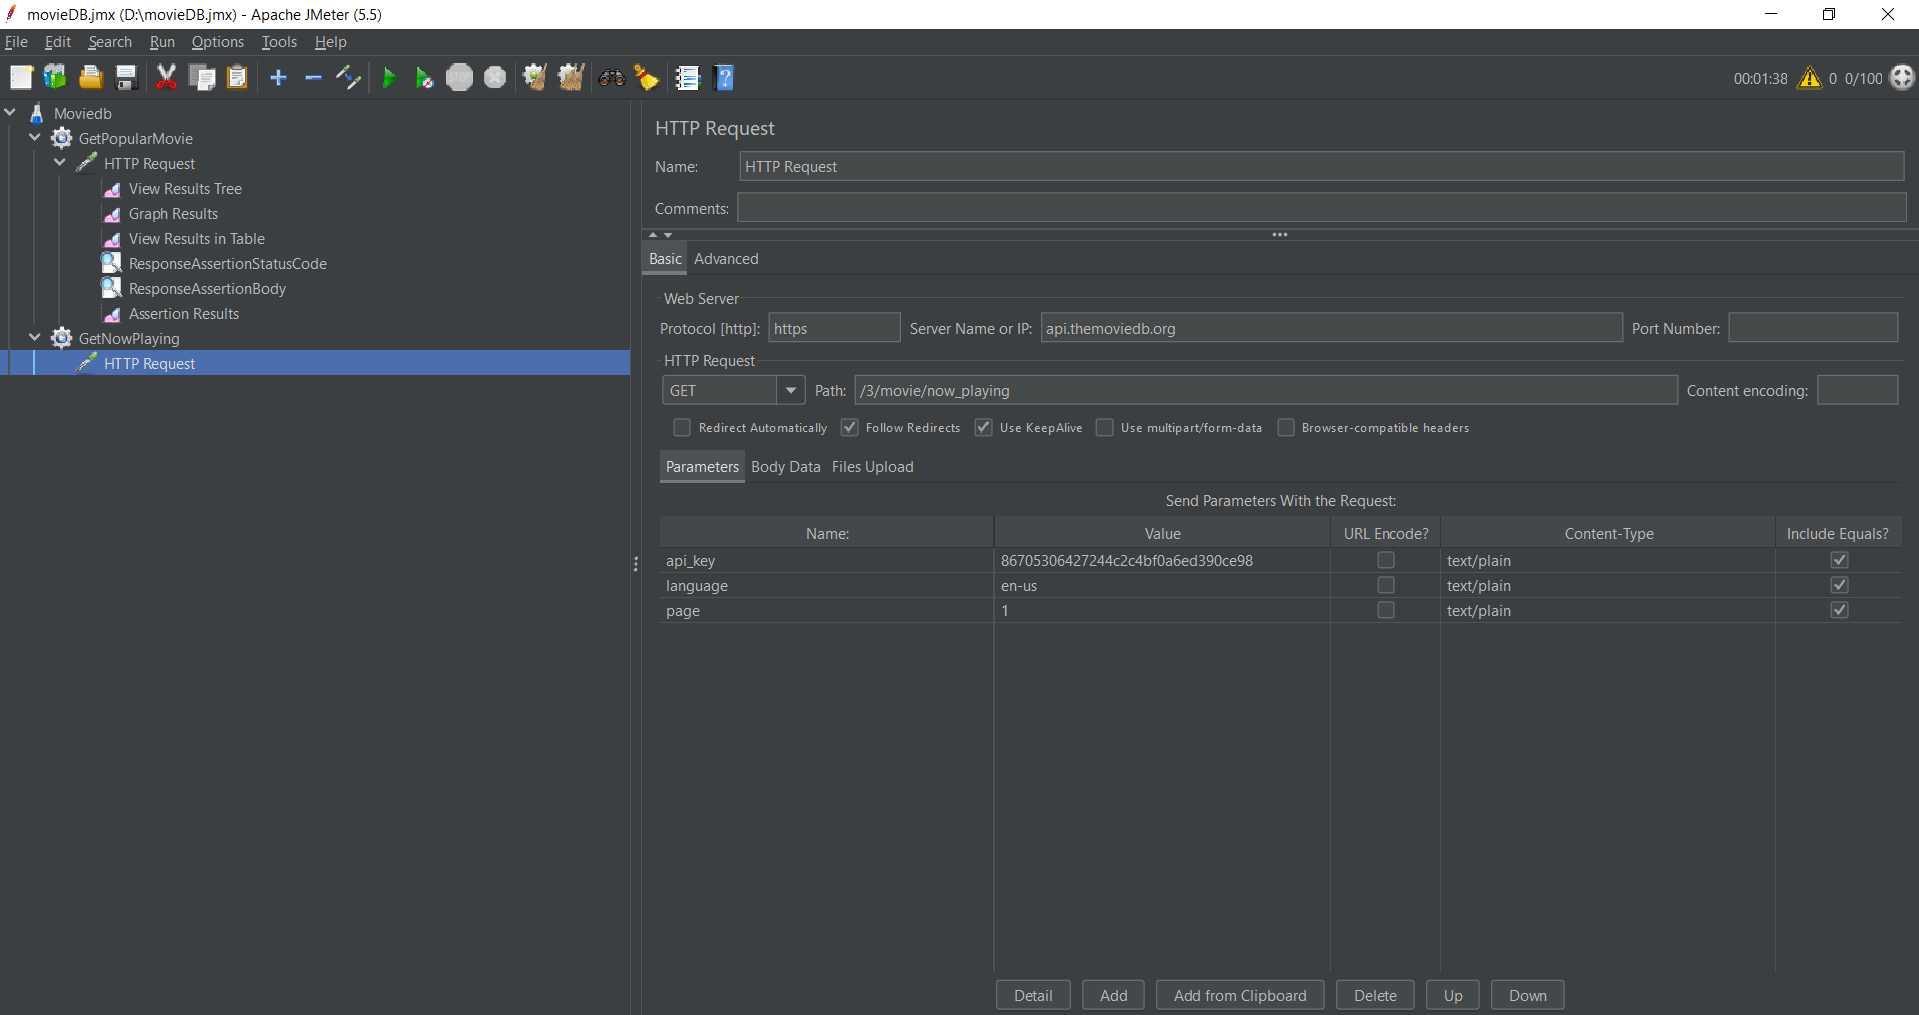 movieDB.jmx (D:\movieDB.jmx) - Apache JMeter (5.5)
File Edit Search Run Options Tools Help
STOP
00:01:38 0 0/100
Moviedb
GetPopularMovie
HTTP Request
View Results Tree
Graph Results
View Results in Table
ResponseAssertionStatusCode
ResponseAssertionBody
Assertion Results
GetNowPlaying
HTTP Request
HTTP Request
Name: HTTP Request
Comments:
Basic Advanced
Web Server
Protocol [http]: https Server Name or IP: api.themoviedb.org Port Number:
HTTP Request
GET Path: /3/movie/now_playing Content encoding:
Redirect Automatically Follow Redirects Use KeepAlive Use multipart/form-data Browser-compatible headers
Parameters Body Data Files Upload
Send Parameters With the Request:
Name: Value URL Encode? Content-Type Include Equals?
api_key 86705306427244c2c4bf0a6ed390ce98 text/plain
language en-us text/plain
page 1 text/plain
Detail Add Add from Clipboard Delete Up Down